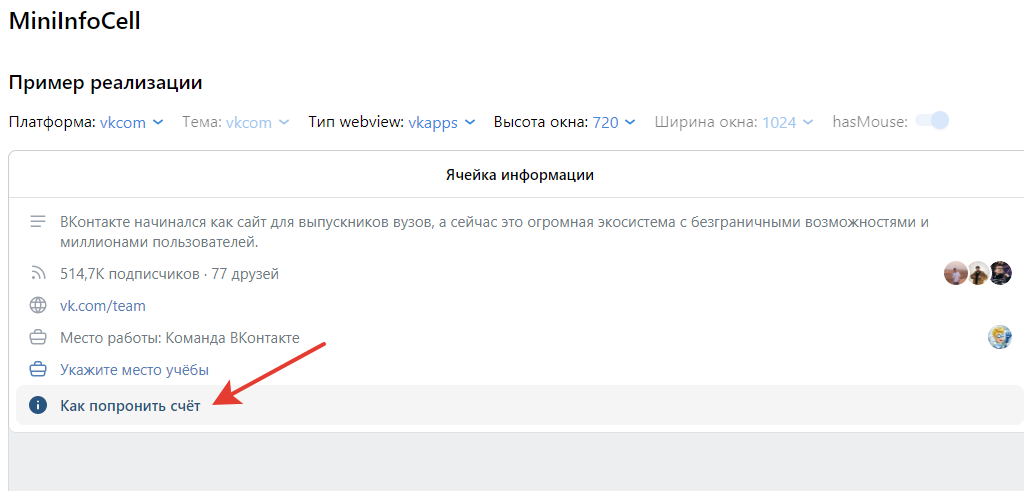 MiniInfoCell
Пример реализации
Платформа: vkcom Тема: vkcom Тип webview: vkapps Высота окна: 720 Ширина окна: 1024 hasMouse:
Ячейка информации
ВКонтакте начинался как сайт для выпускников вузов, а сейчас это огромная экосистема с безграничными возможностями и
миллионами пользователей.
514,7K подписчиков · 77 друзей
vk.com/team
Место работы: Команда ВКонтакте
Укажите место учёбы
Как попронить счёт